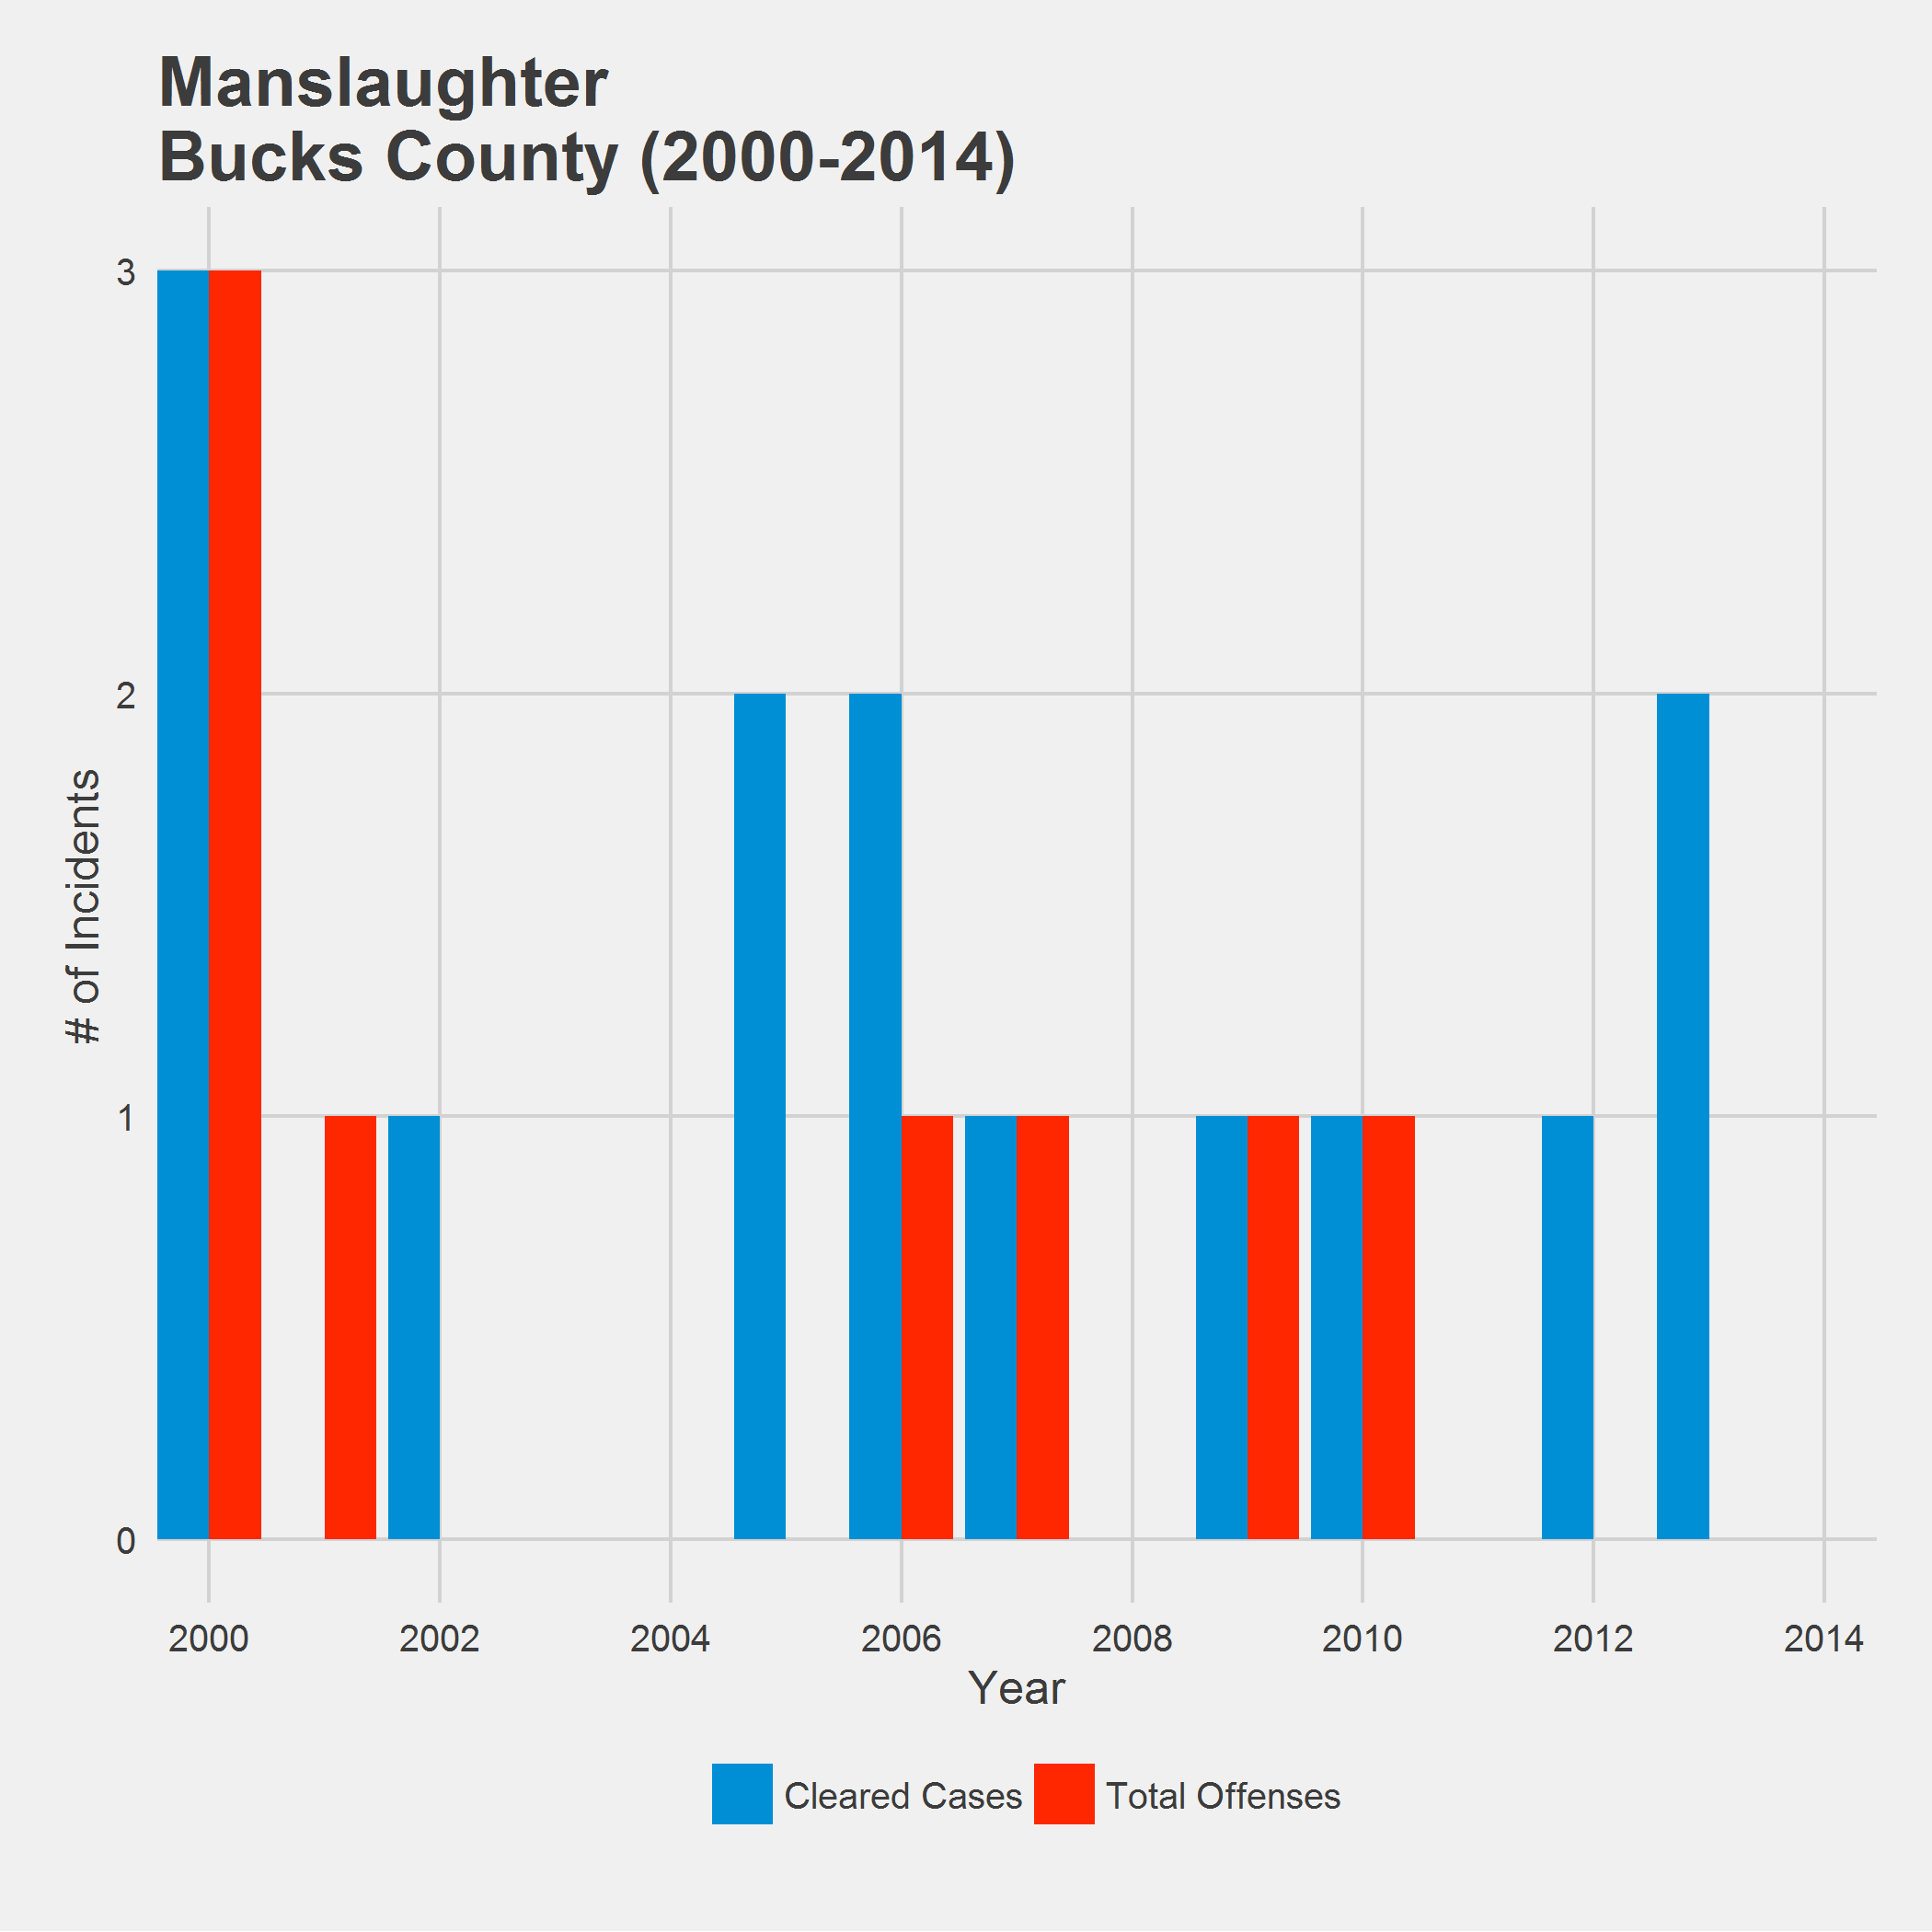 Manslaughter
Bucks County (2000-2014)
3
2
1
0
# of Incidents
2000 2002 2004 2006 2008 2010 2012 2014
Year
Cleared Cases Total Offenses